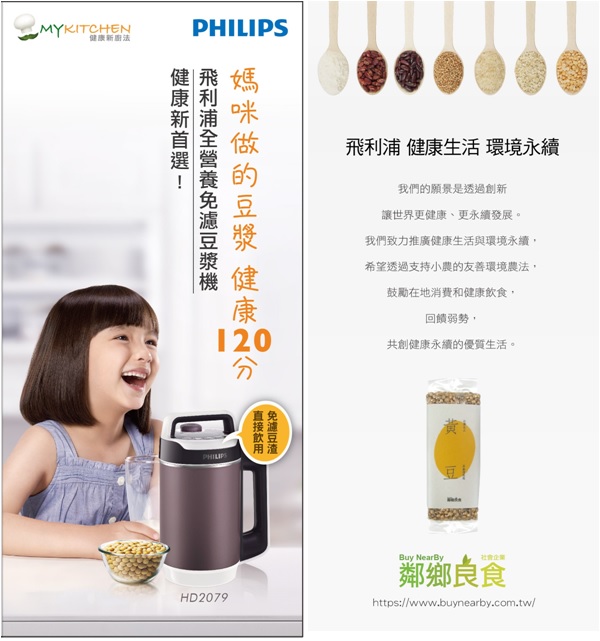 MYKITCHEN
健康新廚法
PHILIPS
媽咪做的豆漿 健康120分
飛利浦全營養免濾豆漿機
健康新首選！
免濾豆渣
直接飲用
PHILIPS
HD2079
飛利浦 健康生活 環境永續
我們的願景是透過創新
讓世界更健康、更永續發展。
我們致力推廣健康生活與環境永續，
希望透過支持小農的友善環境農法，
鼓勵在地消費和健康飲食，
回饋弱勢，
共創健康永續的優質生活。
黃豆
Buy NearBy
社會企業
鄰鄉良食
https://www.buynearby.com.tw/